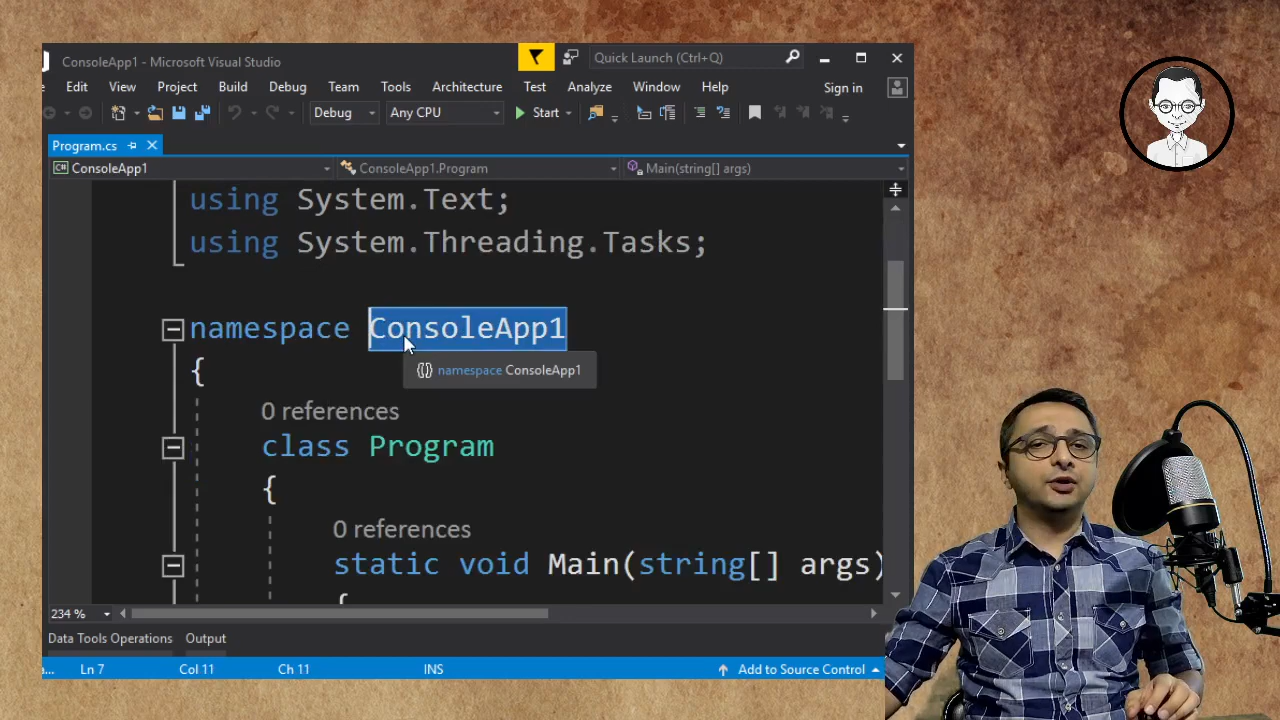 ConsoleApp1 - Microsoft Visual Studio
Quick Launch (Ctrl+Q)
Edit View Project Build Debug Team Tools Architecture Test Analyze Window Help Sign in
Debug Any CPU Start
Program.cs
ConsoleApp1 ConsoleApp1.Program Main(string[] args)
using System.Text;
using System.Threading.Tasks;
namespace ConsoleApp1
{
namespace ConsoleApp1
0 references
class Program
{
0 references
static void Main(string[] args)
{
234 %
Data Tools Operations Output
... Ln 7 Col 11 Ch 11 INS Add to Source Control